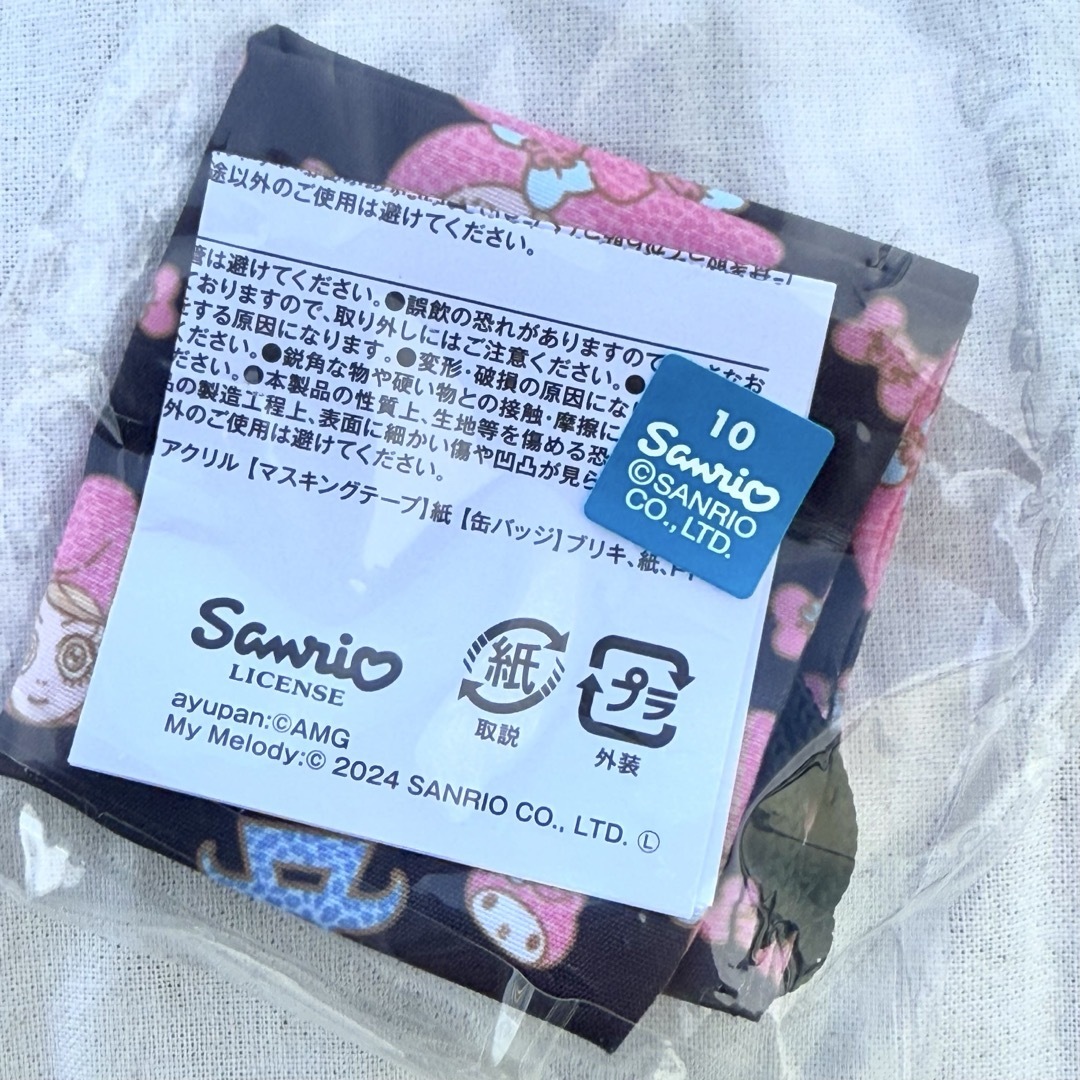 途以外のご使用は避けてください。
管は避けてください。●誤飲の恐れがありますので
なお
ておりますので、取り外しにはご注意ください。●
する原因になります。●変形・破損の原因にな
ください。●鋭角な物や硬い物との接触・摩擦に
ださい。●本製品の性質上、生地等を傷める恐
の製造工程上、表面に細かい傷や凹凸が見ら
外のご使用は避けてください。
アクリル【マスキングテープ】紙【缶バッジ】ブリキ、紙、
10
Sanrio
©SANRIO
CO., LTD.
Sanrio
LICENSE
紙
取説
プラ
外装
ayupan:©AMG
My Melody:© 2024 SANRIO CO., LTD. Ⓛ